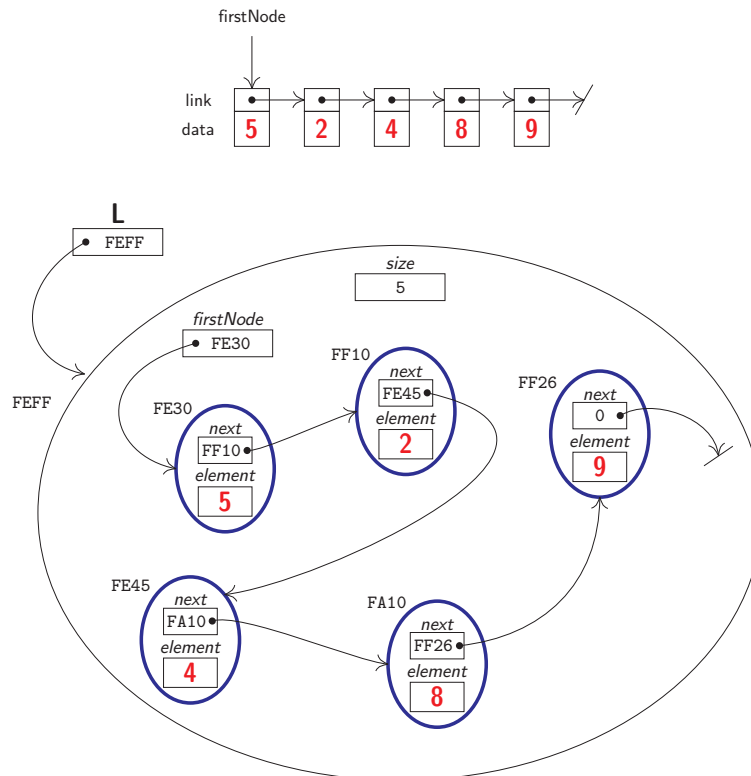 firstNode
link
data 5 2 4 8 9
L
FEFF
size
5
firstNode
FE30
FF10
next
FE45
element
2
FF26
next
0
element
9
FEFF
FE30
next
FF10
element
5
FE45
next
FA10
element
4
FA10
next
FF26
element
8